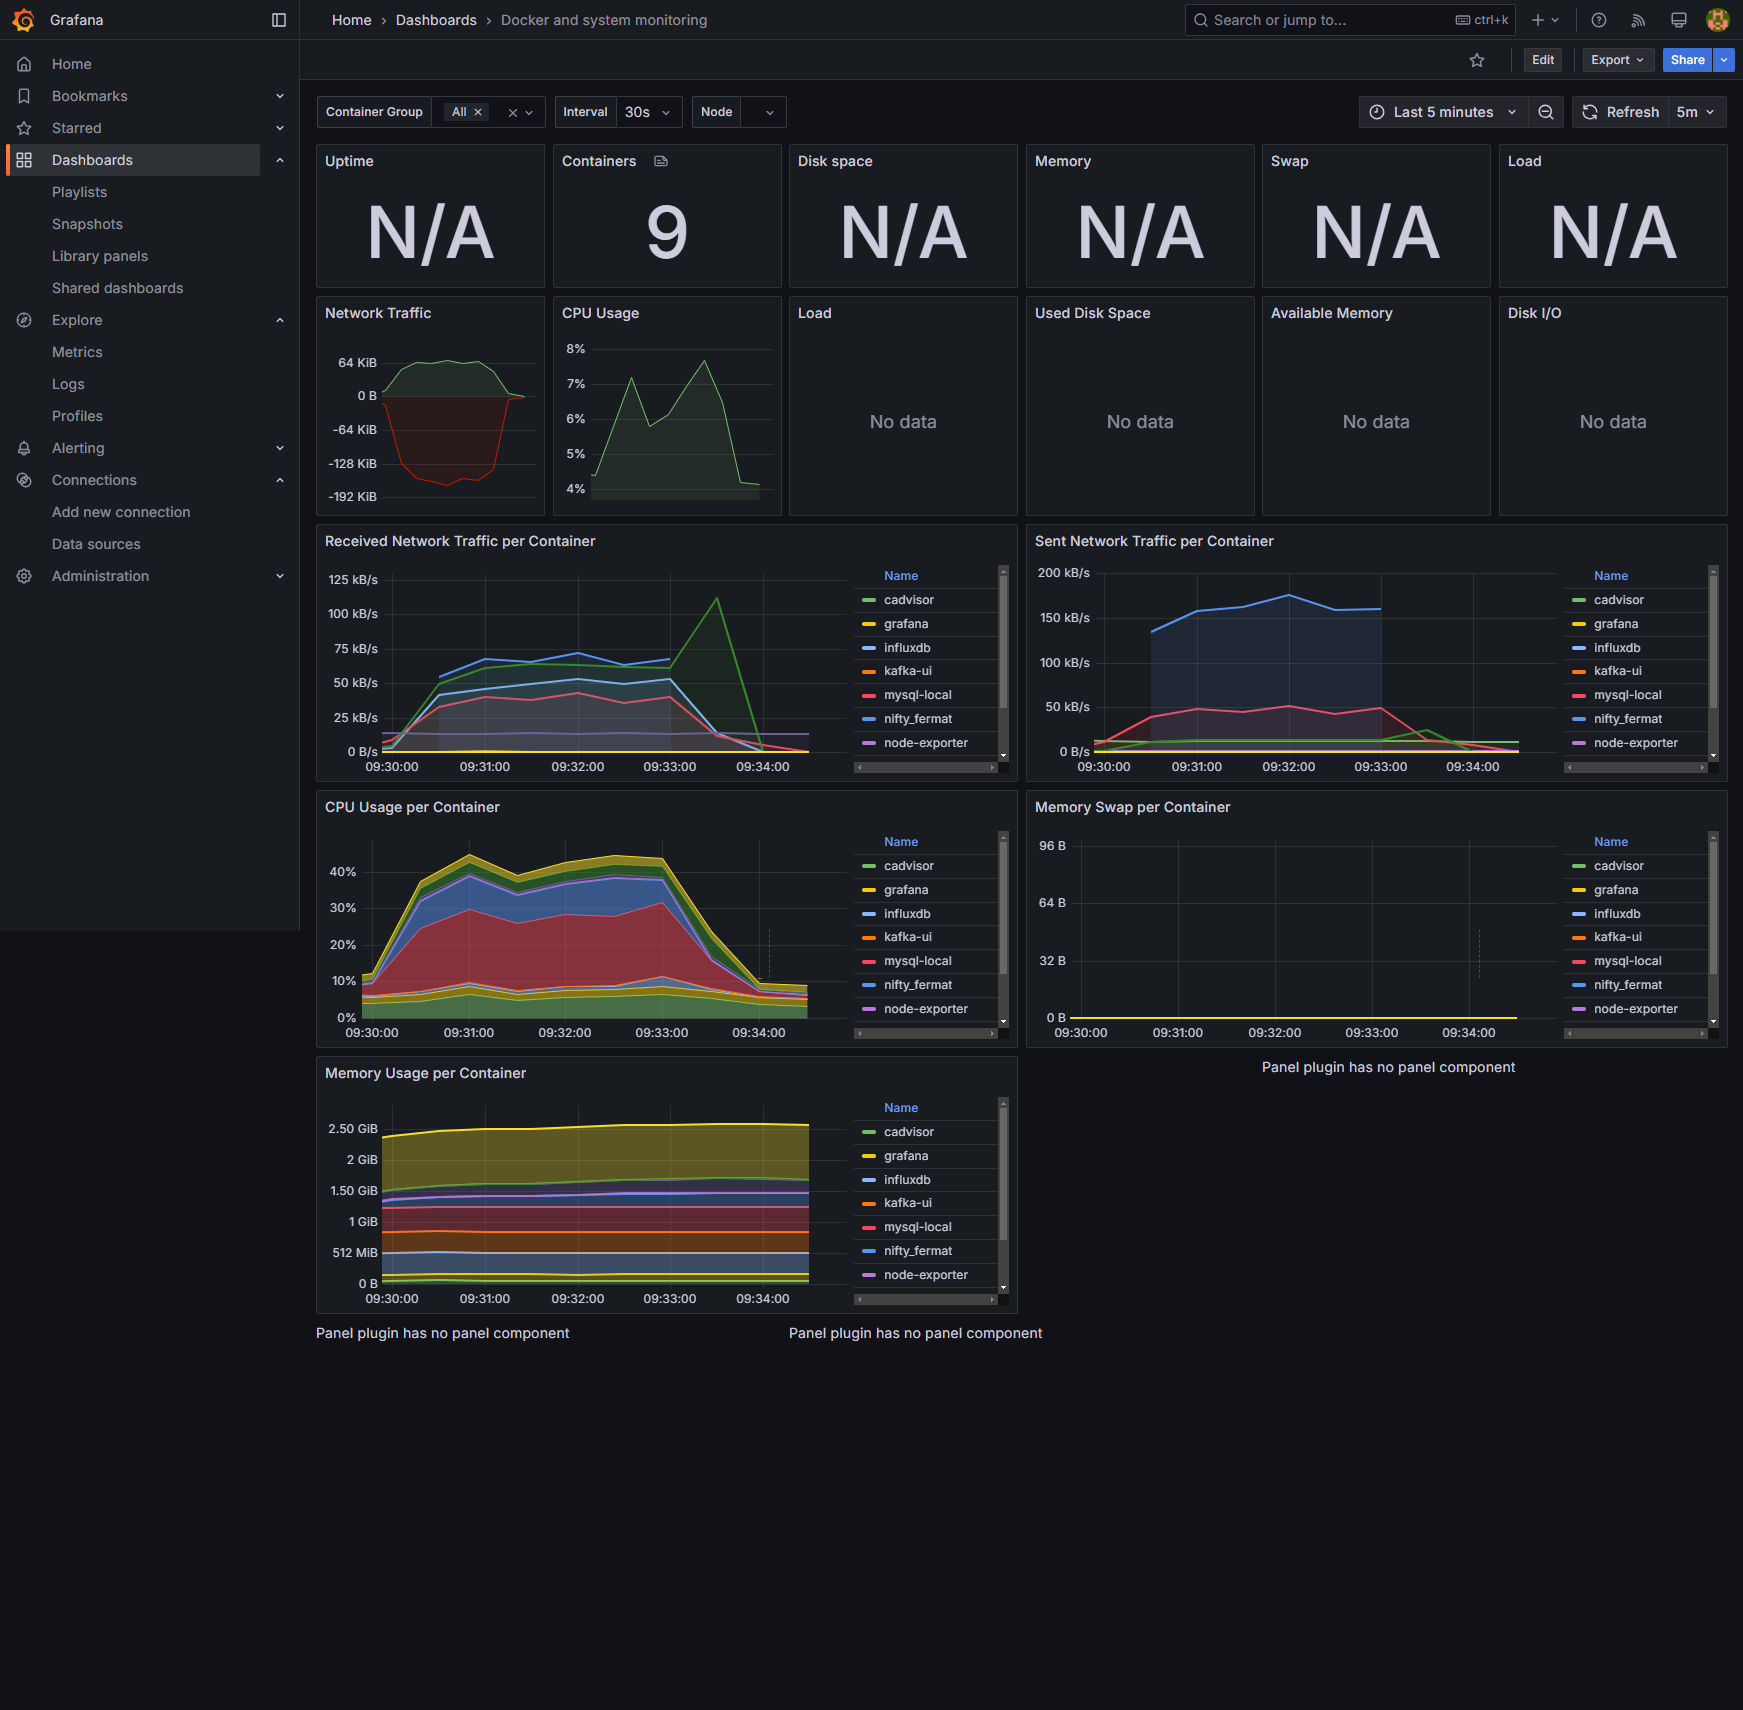 Grafana
Home › Dashboards › Docker and system monitoring
Search or jump to...
ctrl+k
Home
Bookmarks
Starred
Dashboards
Playlists
Snapshots
Library panels
Shared dashboards
Explore
Metrics
Logs
Profiles
Alerting
Connections
Add new connection
Data sources
Administration
Edit
Export
Share
Container Group
All
Interval
30s
Node
Last 5 minutes
Refresh
5m
Uptime
N/A
Containers
9
Disk space
N/A
Memory
N/A
Swap
N/A
Load
N/A
Network Traffic
64 KiB
0 B
-64 KiB
-128 KiB
-192 KiB
CPU Usage
8%
7%
6%
5%
4%
Load
No data
Used Disk Space
No data
Available Memory
No data
Disk I/O
No data
Received Network Traffic per Container
125 kB/s
100 kB/s
75 kB/s
50 kB/s
25 kB/s
0 B/s
09:30:00 09:31:00 09:32:00 09:33:00 09:34:00
Name
cadvisor
grafana
influxdb
kafka-ui
mysql-local
nifty_fermat
node-exporter
Sent Network Traffic per Container
200 kB/s
150 kB/s
100 kB/s
50 kB/s
0 B/s
09:30:00 09:31:00 09:32:00 09:33:00 09:34:00
Name
cadvisor
grafana
influxdb
kafka-ui
mysql-local
nifty_fermat
node-exporter
CPU Usage per Container
40%
30%
20%
10%
0%
09:30:00 09:31:00 09:32:00 09:33:00 09:34:00
Name
cadvisor
grafana
influxdb
kafka-ui
mysql-local
nifty_fermat
node-exporter
Memory Swap per Container
96 B
64 B
32 B
0 B
09:30:00 09:31:00 09:32:00 09:33:00 09:34:00
Name
cadvisor
grafana
influxdb
kafka-ui
mysql-local
nifty_fermat
node-exporter
Memory Usage per Container
2.50 GiB
2 GiB
1.50 GiB
1 GiB
512 MiB
0 B
09:30:00 09:31:00 09:32:00 09:33:00 09:34:00
Name
cadvisor
grafana
influxdb
kafka-ui
mysql-local
nifty_fermat
node-exporter
Panel plugin has no panel component
Panel plugin has no panel component
Panel plugin has no panel component